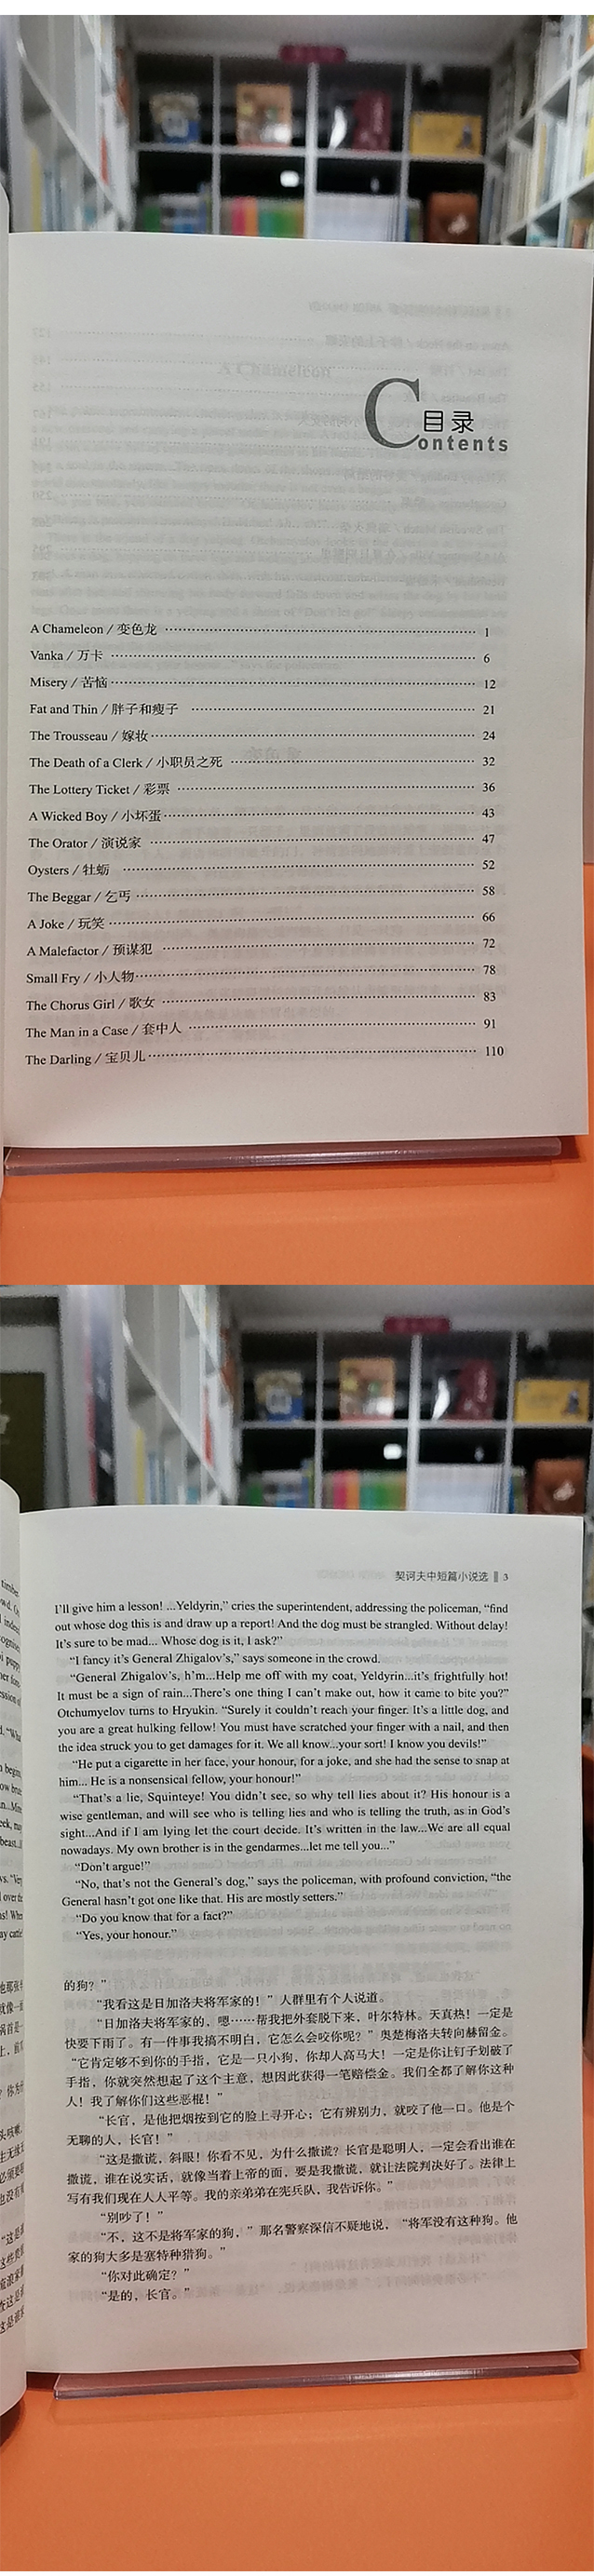 目录
Contents
A Chameleon / 变色龙 1
Vanka / 万卡 6
Misery / 苦恼 12
Fat and Thin / 胖子和瘦子 21
The Trousseau / 嫁妆 24
The Death of a Clerk / 小职员之死 32
The Lottery Ticket / 彩票 36
A Wicked Boy / 小坏蛋 43
The Orator / 演说家 47
Oysters / 牡蛎 52
The Beggar / 乞丐 58
A Joke / 玩笑 66
A Malefactor / 预谋犯 72
Small Fry / 小人物 78
The Chorus Girl / 歌女 83
The Man in a Case / 套中人 91
The Darling / 宝贝儿 110
契诃夫中短篇小说选 3
I'll give him a lesson! ...Yeldyrin,” cries the superintendent, addressing the policeman, “find
out whose dog this is and draw up a report! And the dog must be strangled. Without delay!
It's sure to be mad... Whose dog is it, I ask?”
“I fancy it's General Zhigalov's,” says someone in the crowd.
“General Zhigalov's, h'm...Help me off with my coat, Yeldyrin...it's frightfully hot!
It must be a sign of rain...There's one thing I can't make out, how it came to bite you?”
Otchumyelov turns to Hryukin. “Surely it couldn't reach your finger. It's a little dog, and
you are a great hulking fellow! You must have scratched your finger with a nail, and then
the idea struck you to get damages for it. We all know...your sort! I know you devils!”
“He put a cigarette in her face, your honour, for a joke, and she had the sense to snap at
him... He is a nonsensical fellow, your honour!”
“That's a lie, Squinteye! You didn't see, so why tell lies about it? His honour is a
wise gentleman, and will see who is telling lies and who is telling the truth, as in God's
sight...And if I am lying let the court decide. It's written in the law...We are all equal
nowadays. My own brother is in the gendarmes...let me tell you...”
“Don't argue!”
“No, that's not the General's dog,” says the policeman, with profound conviction, “the
General hasn't got one like that. His are mostly setters.”
“Do you know that for a fact?”
“Yes, your honour.”
的狗？”
“我看这是日加洛夫将军家的！”人群里有个人说道。
“日加洛夫将军家的，嗯……帮我把外套脱下来，叶尔特林。天真热！一定是
快要下雨了。有一件事我搞不明白，它怎么会咬你呢？”奥楚梅洛夫转向赫留金。
“它肯定够不到你的手指，它是一只小狗，你却人高马大！一定是你让钉子划破了
手指，你就突然想起了这个主意，想因此获得一笔赔偿金。我们全都了解你这种
人！我了解你们这些恶棍！”
“长官，是他把烟按到它的脸上寻开心；它有辨别力，就咬了他一口。他是个
无聊的人，长官！”
“这是撒谎，斜眼！你看不见，为什么撒谎？长官是聪明人，一定会看出谁在
撒谎，谁在说实话，就像当着上帝的面，要是我撒谎，就让法院判决好了。法律上
写有我们现在人人平等。我的亲弟弟在宪兵队，我告诉你。”
“别吵了！”
“不，这不是将军家的狗，”那名警察深信不疑地说，“将军没有这种狗。他
家的狗大多是塞特种猎狗。”
“你对此确定？”
“是的，长官。”